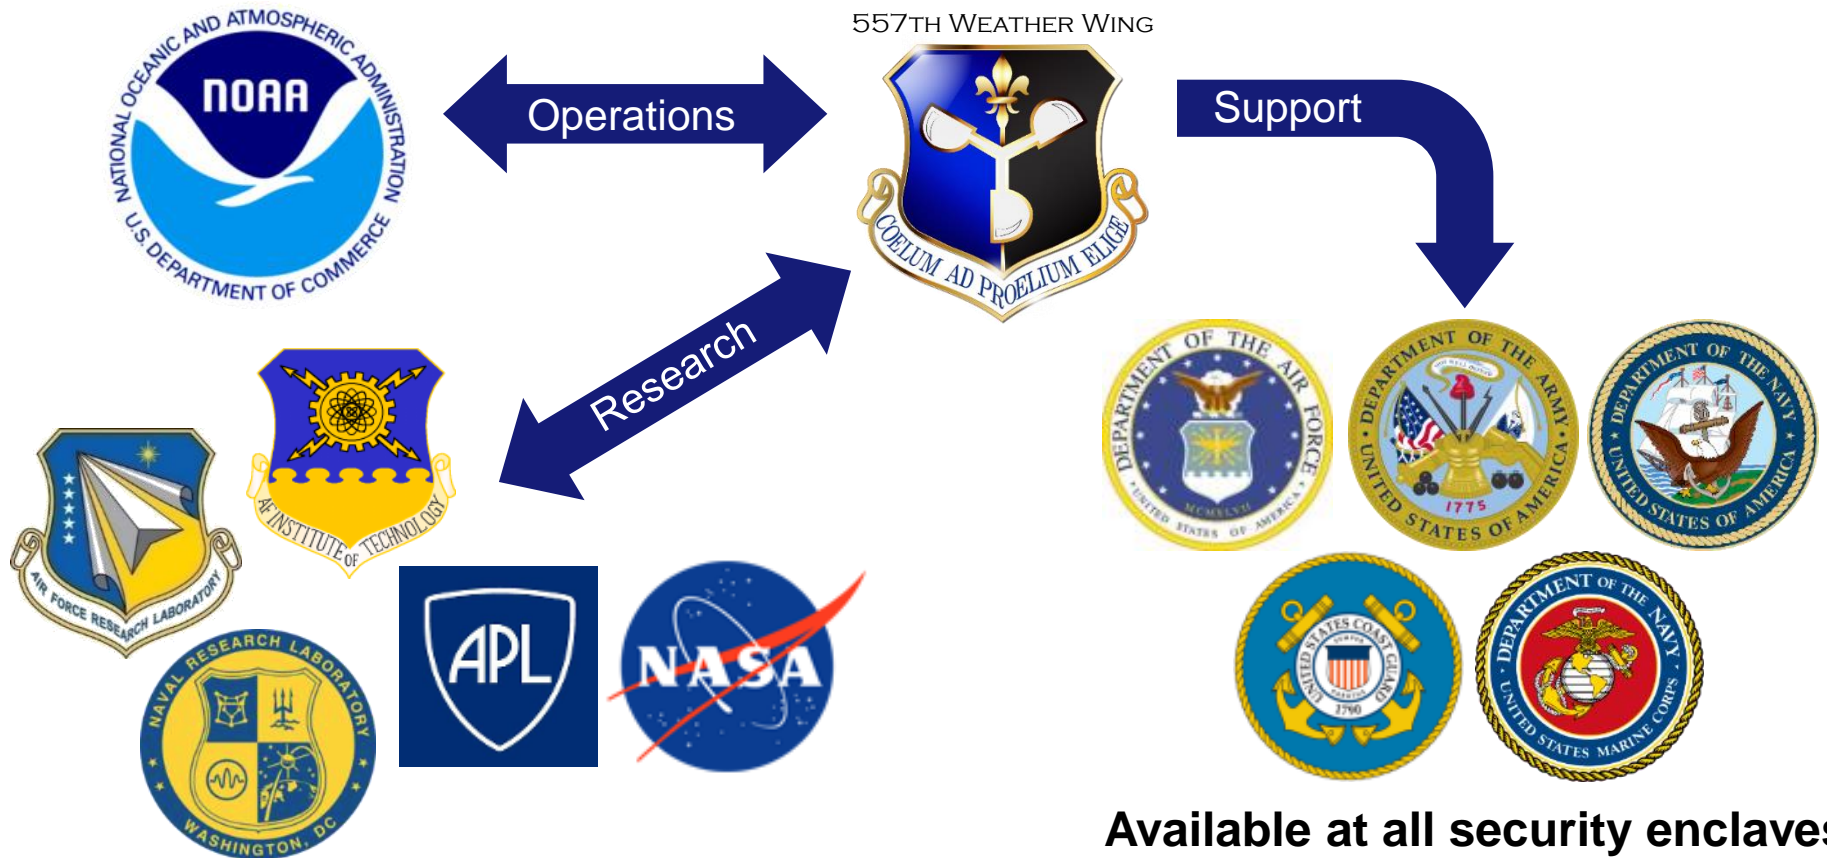 557TH WEATHER WING
NATIONAL OCEANIC AND ATMOSPHERIC ADMINISTRATION
NOAA
U.S. DEPARTMENT OF COMMERCE
Operations
Support
COELUM AD PROELIUM ELIGE
Research
DEPARTMENT OF THE AIR FORCE
MCMXLVII
UNITED STATES OF AMERICA
DEPARTMENT OF THE ARMY
1775
UNITED STATES OF AMERICA
DEPARTMENT OF THE NAVY
UNITED STATES OF AMERICA
AF INSTITUTE OF TECHNOLOGY
AIR FORCE RESEARCH LABORATORY
APL
NASA
NAVAL RESEARCH LABORATORY
WASHINGTON, DC
UNITED STATES COAST GUARD
1790
DEPARTMENT OF THE NAVY
UNITED STATES MARINE CORPS
Available at all security enclaves